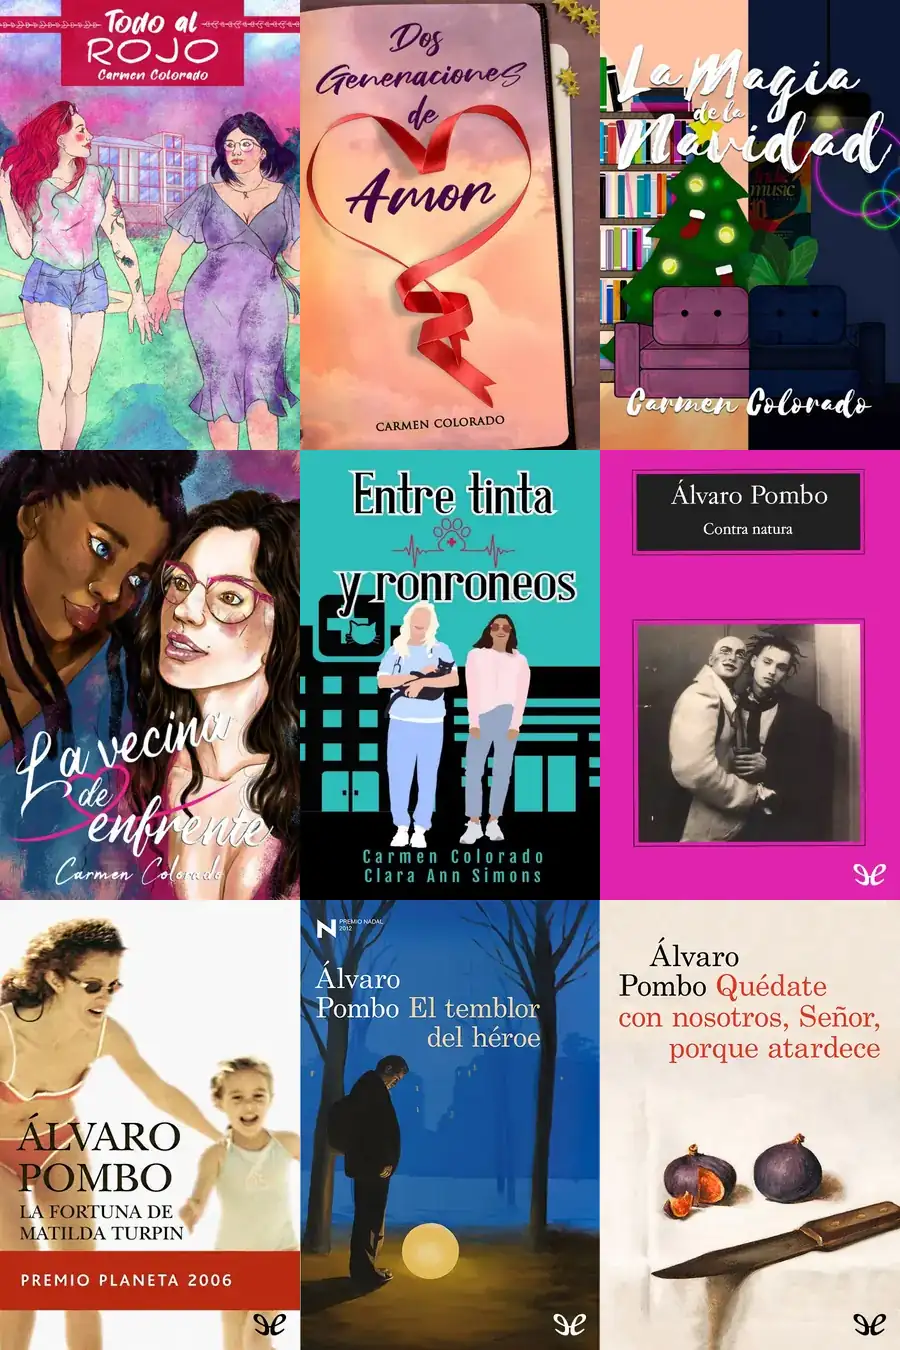 Todo al
ROJO
Carmen Colorado
Dos
Generaciones
de
Amor
CARMEN COLORADO
La Magia
de la
Navidad
music
Carmen Colorado
La vecina
de
enfrente
Carmen Colorado
Entre tinta
y ronroneos
Carmen Colorado
Clara Ann Simons
Álvaro Pombo
Contra natura
ÁLVARO
POMBO
LA FORTUNA DE
MATILDA TURPIN
PREMIO PLANETA 2006
N PREMIO NADAL
2012
Álvaro
Pombo El temblor
del héroe
Álvaro
Pombo Quédate
con nosotros, Señor,
porque atardece